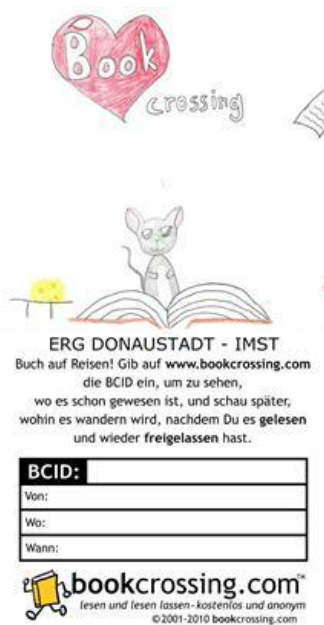 Book
crossing
ERG DONAUSTADT - IMST
Buch auf Reisen! Gib auf www.bookcrossing.com
die BCID ein, um zu sehen,
wo es schon gewesen ist, und schau später,
wohin es wandern wird, nachdem Du es gelesen
und wieder freigelassen hast.
BCID:
Von:
Wo:
Wann:
bookcrossing.com™
lesen und lesen lassen - kostenlos und anonym
©2001-2010 bookcrossing.com